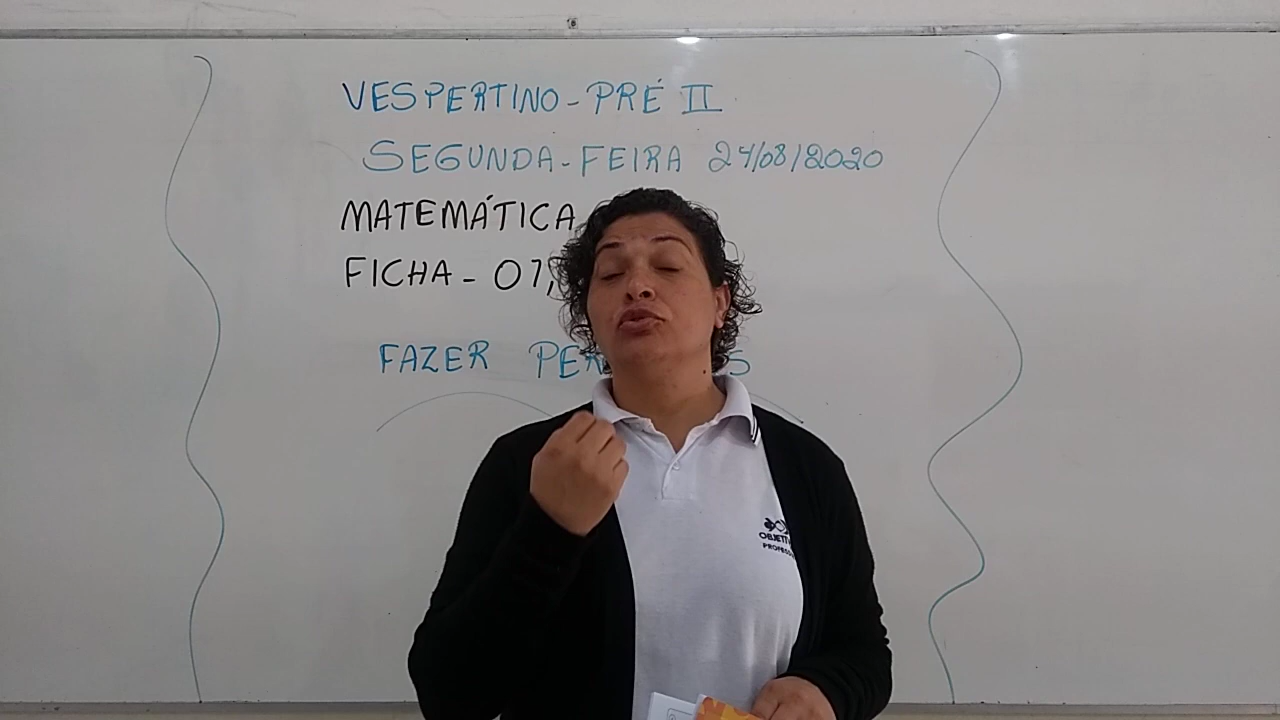 VESPERTINO - PRÉ II
SEGUNDA-FEIRA 24/08/2020
MATEMÁTICA
FICHA - 07,
FAZER